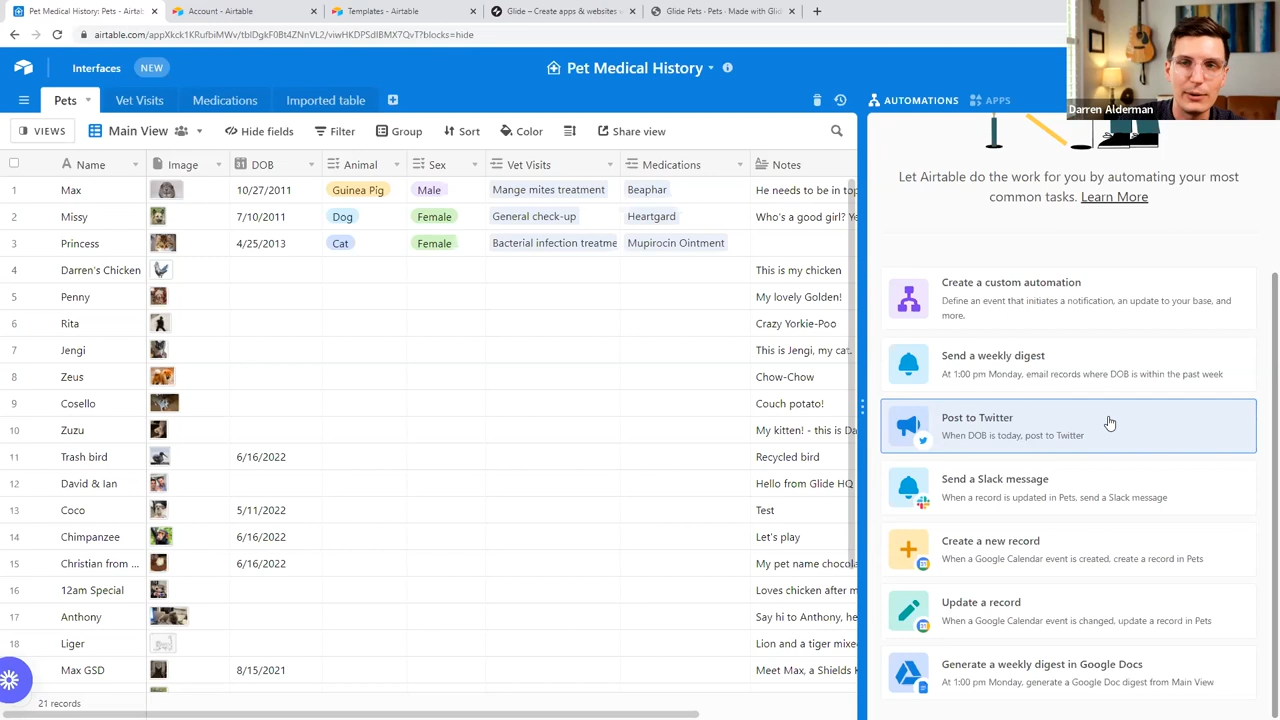 Pet Medical History: Pets - Airt
Account - Airtable
Templates - Airtable
Glide – Create apps & websites
Glide Pets · Pets · Made with Glid
airtable.com/appXkck1KRufbiMWv/tblDgkF0Bt4ZNnVL2/viwHKDPSdIBMX7QvT?blocks=hide
Interfaces
NEW
Pet Medical History
Pets
Vet Visits
Medications
Imported table
AUTOMATIONS
APPS
Darren Alderman
VIEWS
Main View
Hide fields
Filter
Group
Sort
Color
Share view
Name
Image
DOB
Animal
Sex
Vet Visits
Medications
Notes
1 Max 10/27/2011 Guinea Pig Male Mange mites treatment Beaphar He needs to be in top
2 Missy 7/10/2011 Dog Female General check-up Heartgard Who's a good girl? Ye
3 Princess 4/25/2013 Cat Female Bacterial infection treatme Mupirocin Ointment
4 Darren's Chicken This is my chicken
5 Penny My lovely Golden!
6 Rita Crazy Yorkie-Poo
7 Jengi This is Jengi, my ca
8 Zeus Chow-Chow
9 Cosello Couch potato!
10 Zuzu My kitten! - this is Da
11 Trash bird 6/16/2022 Recycled bird
12 David & Ian Hello from Glide HQ
13 Coco 5/11/2022 Test
14 Chimpanzee 6/16/2022 Let's play
15 Christian from ... 6/16/2022 My pet name chocola
16 12am Special Loves chicken after m
17 Anthony Say hi to Anthony, he
18 Liger Lion and a tiger mixe
Max GSD 8/15/2021 Meet Max, a Shields K
21 records
Let Airtable do the work for you by automating your most
common tasks. Learn More
Create a custom automation
Define an event that initiates a notification, an update to your base, and
more.
Send a weekly digest
At 1:00 pm Monday, email records where DOB is within the past week
Post to Twitter
When DOB is today, post to Twitter
Send a Slack message
When a record is updated in Pets, send a Slack message
Create a new record
When a Google Calendar event is created, create a record in Pets
Update a record
When a Google Calendar event is changed, update a record in Pets
Generate a weekly digest in Google Docs
At 1:00 pm Monday, generate a Google Doc digest from Main View